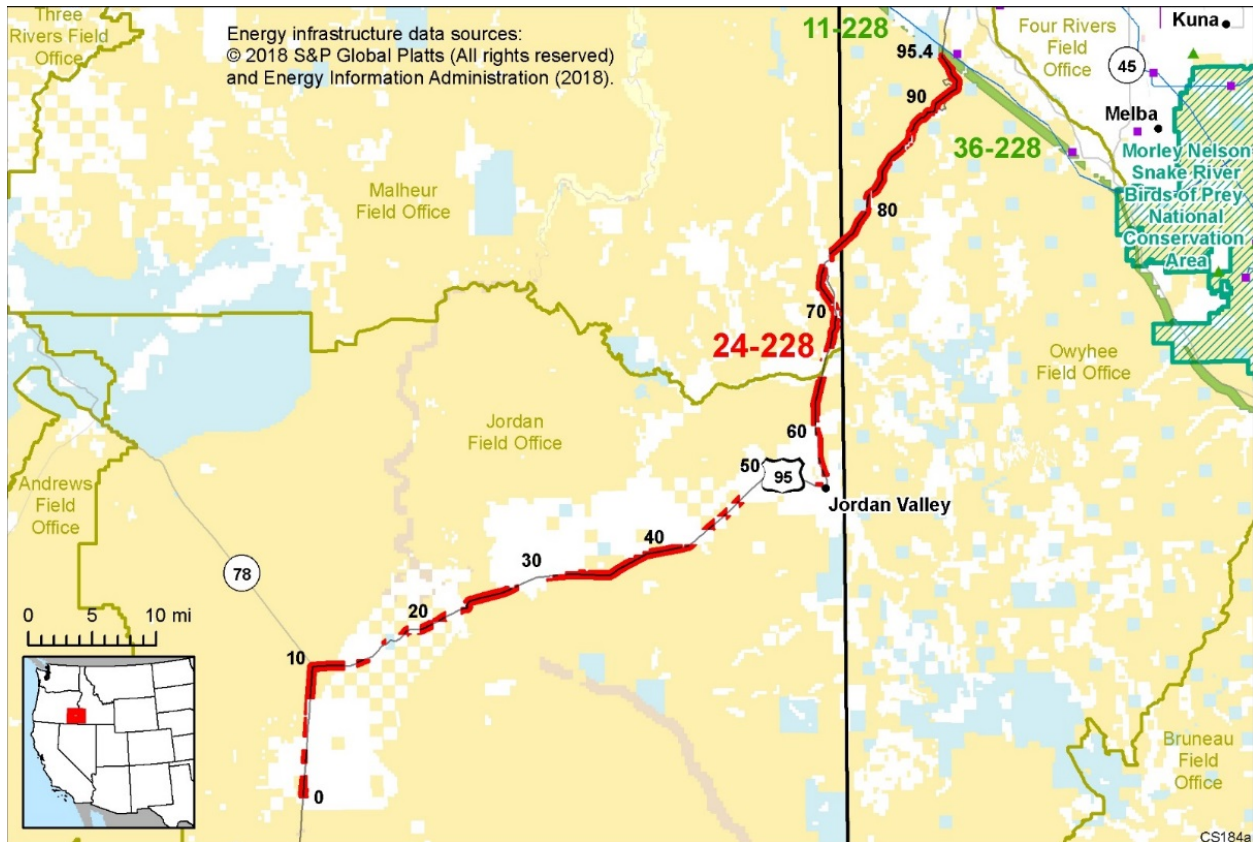 Three
Rivers Field
Office
Energy infrastructure data sources:
© 2018 S&P Global Platts (All rights reserved)
and Energy Information Administration (2018).
11-228
95.4
Four Rivers
Field
Office
Kuna
45
90
Melba
36-228
Morley Nelson
Snake River
Birds of Prey
National
Conservation
Area
Malheur
Field Office
80
70
24-228
Owyhee
Field Office
Jordan
Field Office
60
50
95
Jordan Valley
Andrews
Field
Office
40
30
78
20
0 5 10 mi
10
0
Bruneau
Field
Office
CS184a